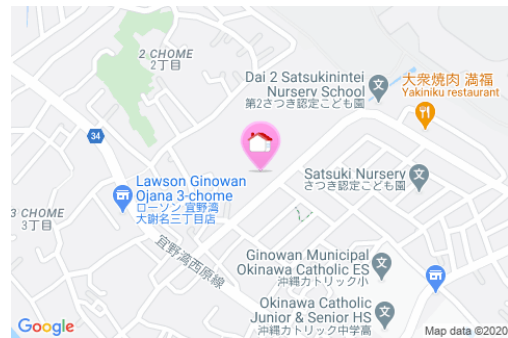 2 CHOME
2丁目
Dai 2 Satsukinintei
Nursery School
第2さつき認定こども園
大衆焼肉 満福
Yakiniku restaurant
34
Lawson Ginowan
Ojana 3-chome
ローソン 宜野湾
大謝名三丁目店
Satsuki Nursery
さつき認定こども園
3 CHOME
3丁目
宜野湾西原線
Ginowan Municipal
Okinawa Catholic ES
沖縄カトリック小
Okinawa Catholic
Junior & Senior HS
沖縄カトリック中学高
Google
Map data ©2020